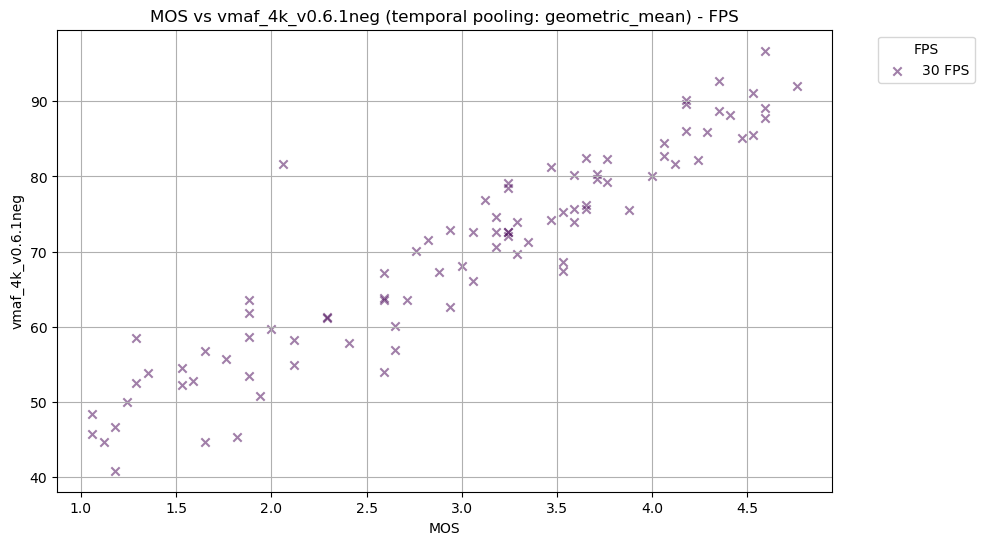 MOS vs vmaf_4k_v0.6.1neg (temporal pooling: geometric_mean) - FPS
FPS
30 FPS
vmaf_4k_v0.6.1neg
90
80
70
60
50
40
1.0 1.5 2.0 2.5 3.0 3.5 4.0 4.5
MOS